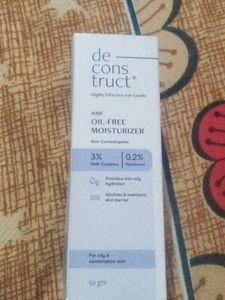 de
cons
truct®
Highly Effective Yet Gentle
NMF
OIL-FREE
MOISTURIZER
Non Comedogenic
3%
NMF Complex
0.2%
Panthenol
Provides non-oily
hydration
Soothes & maintains
skin barrier
For oily &
combination skin
50 gm